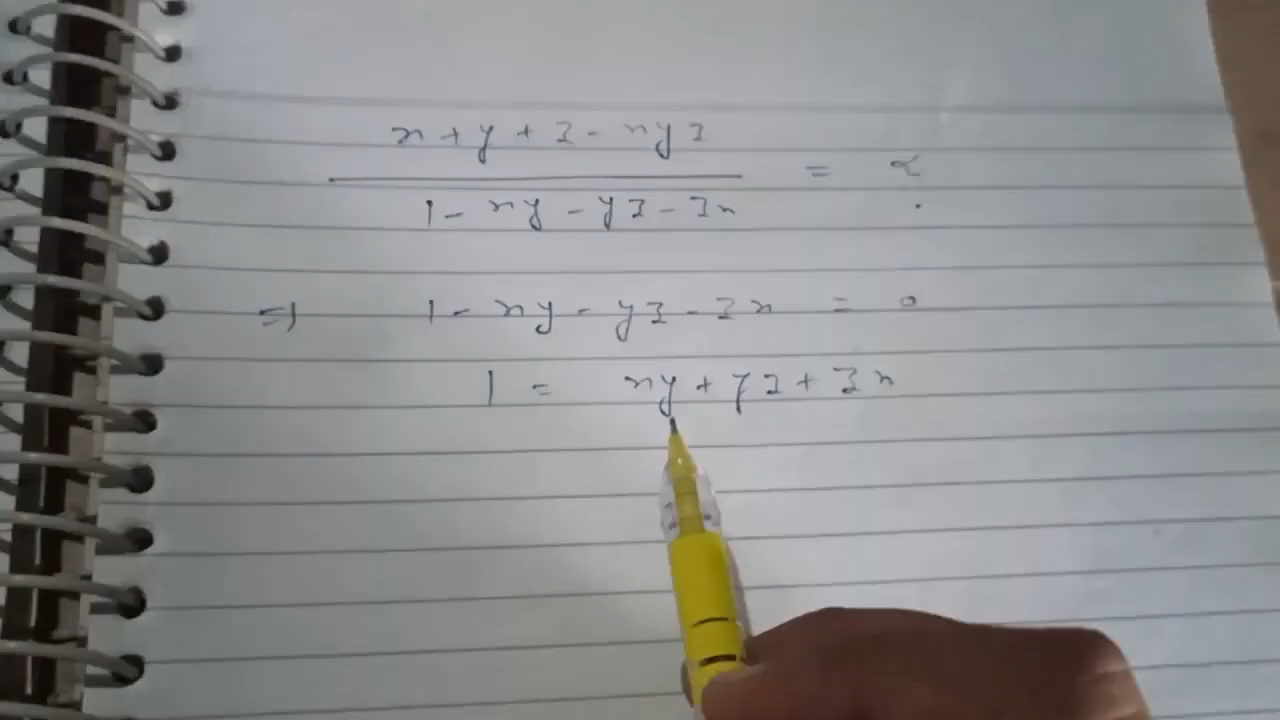 x + y + z - xyz
1 - xy - yz - zx = ∝
⇒ 1 - xy - yz - zx = 0
1 = xy + yz + zx